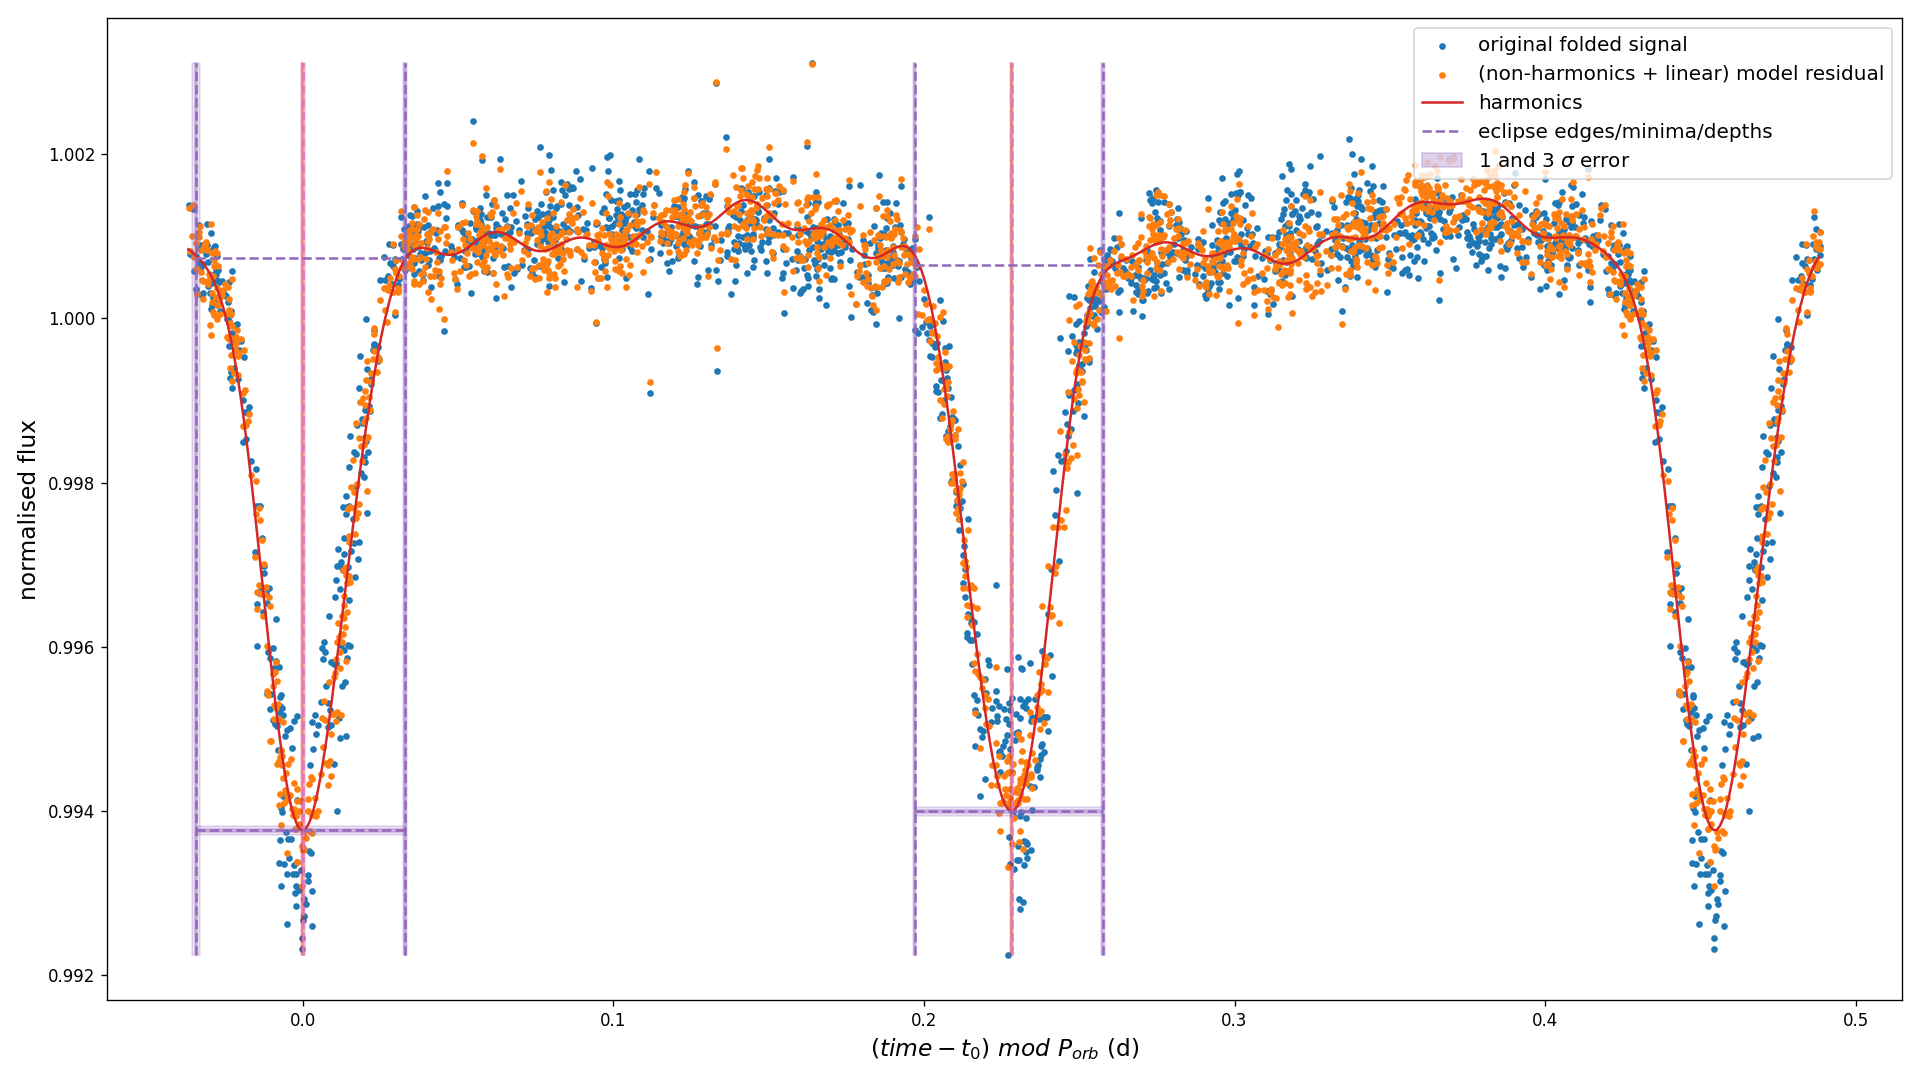 original folded signal
(non-harmonics + linear) model residual
harmonics
eclipse edges/minima/depths
1 and 3 σ error
normalised flux
1.002
1.000
0.998
0.996
0.994
0.992
0.0 0.1 0.2 0.3 0.4 0.5
(time − t₀) mod P_{orb} (d)